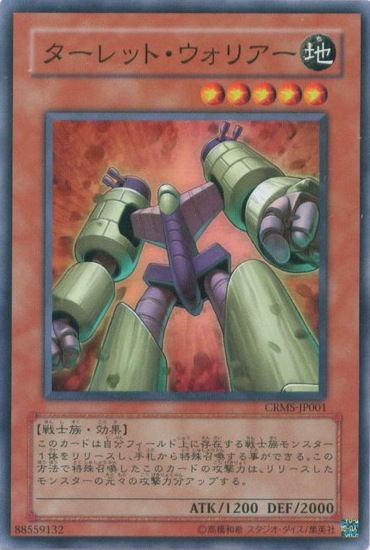 ターレット・ウォリアー
地
CRMS-JP001
【戦士族・効果】
このカードは自分フィールド上に存在する戦士族モンスター
1体をリリースし、手札から特殊召喚する事ができる。この
方法で特殊召喚したこのカードの攻撃力は、リリースした
モンスターの元々の攻撃力分アップする。
ATK/1200 DEF/2000
88559132
©高橋和希 スタジオ・ダイス/集英社